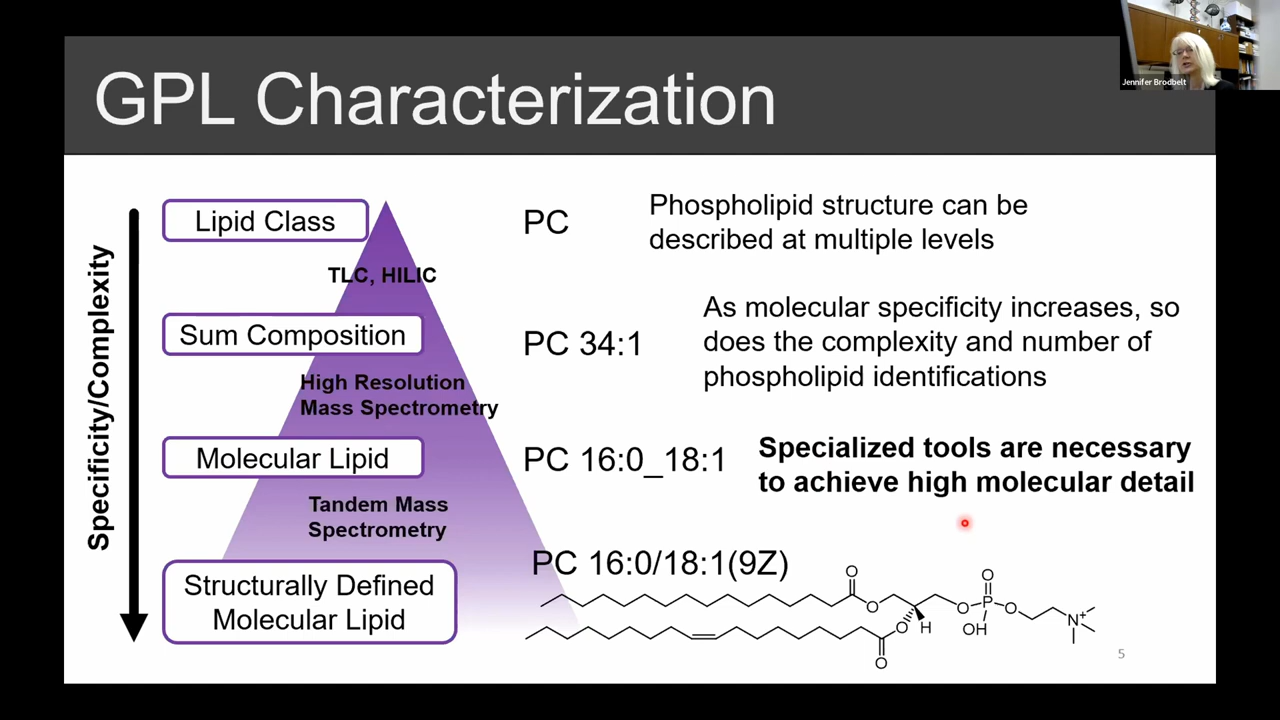 GPL Characterization
Jennifer Brodbelt
Specificity/Complexity
Lipid Class
TLC, HILIC
Sum Composition
High Resolution
Mass Spectrometry
Molecular Lipid
Tandem Mass
Spectrometry
Structurally Defined
Molecular Lipid
PC
Phospholipid structure can be
described at multiple levels
PC 34:1
As molecular specificity increases, so
does the complexity and number of
phospholipid identifications
PC 16:0_18:1
Specialized tools are necessary
to achieve high molecular detail
PC 16:0/18:1(9Z)
O
O
O
O
H
O
P
O
OH
O
N+
5